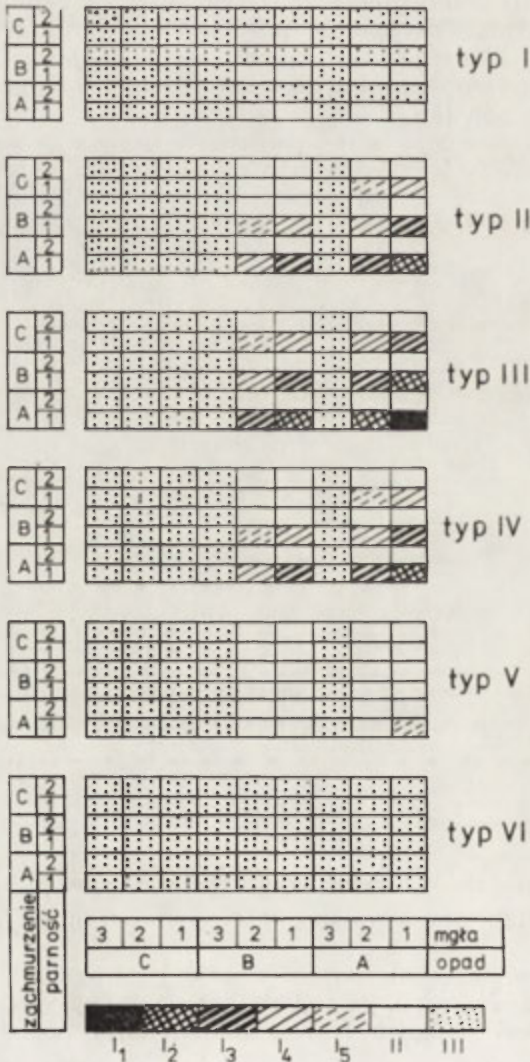 C 2
1
B 2
1
A 2
1
typ I
C 2
1
B 2
1
A 2
1
typ II
C 2
1
B 2
1
A 2
1
typ III
C 2
1
B 2
1
A 2
1
typ IV
C 2
1
B 2
1
A 2
1
typ V
C 2
1
B 2
1
A 2
1
typ VI
zachmurzenie
parność
3 2 1 3 2 1 3 2 1 mgła
C B A opad
I1 I2 I3 I4 I5 II III